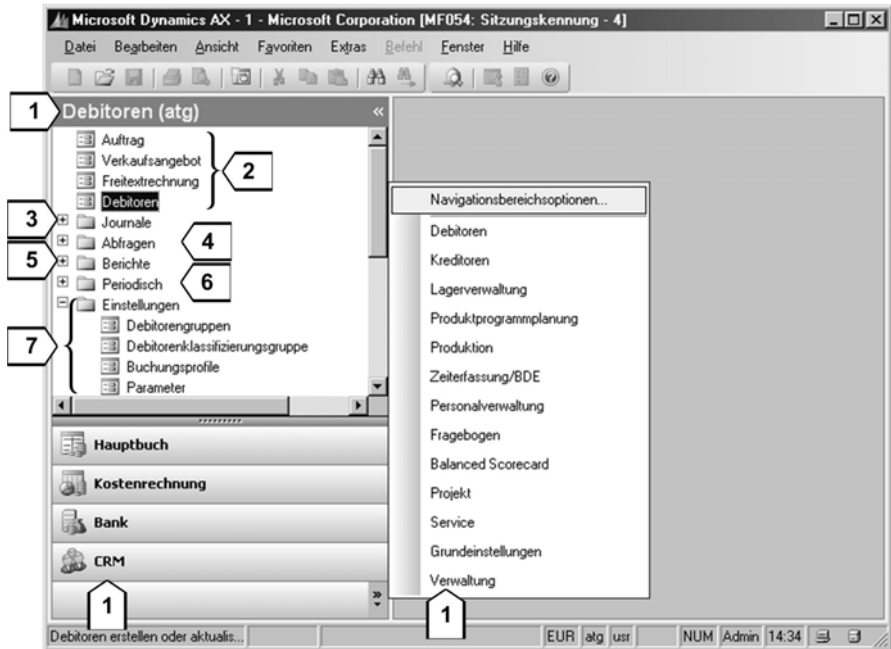 Microsoft Dynamics AX - 1 - Microsoft Corporation [MF054: Sitzungskennung - 4]
Datei Bearbeiten Ansicht Favoriten Extras Befehl Fenster Hilfe
1
Debitoren (atg)
Auftrag
Verkaufsangebot
2
Freitextrechnung
Debitoren
3
Journale
Abfragen
4
5
Berichte
Periodisch
6
Einstellungen
7
Debitorengruppen
Debitorenklassifizierungsgruppe
Buchungsprofile
Parameter
Hauptbuch
Kostenrechnung
Bank
CRM
1
Navigationsbereichsoptionen...
Debitoren
Kreditoren
Lagerverwaltung
Produktprogrammplanung
Produktion
Zeiterfassung/BDE
Personalverwaltung
Fragebogen
Balanced Scorecard
Projekt
Service
Grundeinstellungen
Verwaltung
1
Debitoren erstellen oder aktualis... EUR atg usr NUM Admin 14:34